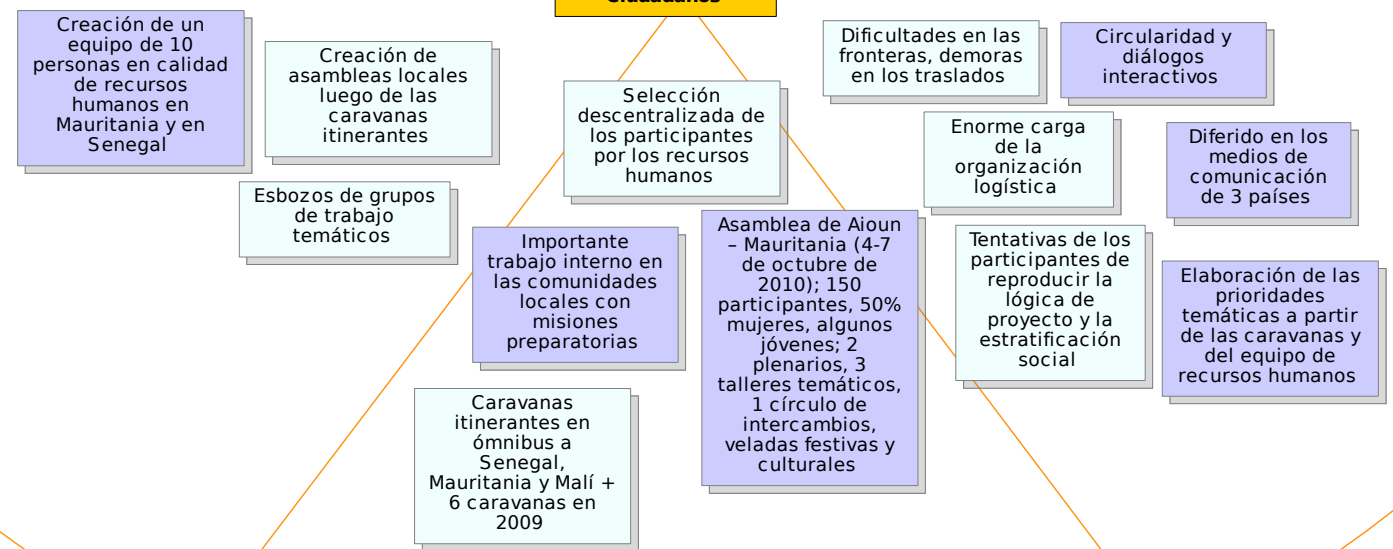 Ciudadanos
Creación de un
equipo de 10
personas en calidad
de recursos
humanos en
Mauritania y en
Senegal
Creación de
asambleas locales
luego de las
caravanas
itinerantes
Esbozos de grupos
de trabajo
temáticos
Selección
descentralizada de
los participantes
por los recursos
humanos
Importante
trabajo interno en
las comunidades
locales con
misiones
preparatorias
Caravanas
itinerantes en
ómnibus a
Senegal,
Mauritania y Malí +
6 caravanas en
2009
Asamblea de Aioun
– Mauritania (4-7
de octubre de
2010); 150
participantes, 50%
mujeres, algunos
jóvenes; 2
plenarios, 3
talleres temáticos,
1 círculo de
intercambios,
veladas festivas y
culturales
Dificultades en las
fronteras, demoras
en los traslados
Circularidad y
diálogos
interactivos
Enorme carga
de la
organización
logística
Diferido en los
medios de
comunicación
de 3 países
Tentativas de los
participantes de
reproducir la
lógica de
proyecto y la
estratificación
social
Elaboración de las
prioridades
temáticas a partir
de las caravanas y
del equipo de
recursos humanos